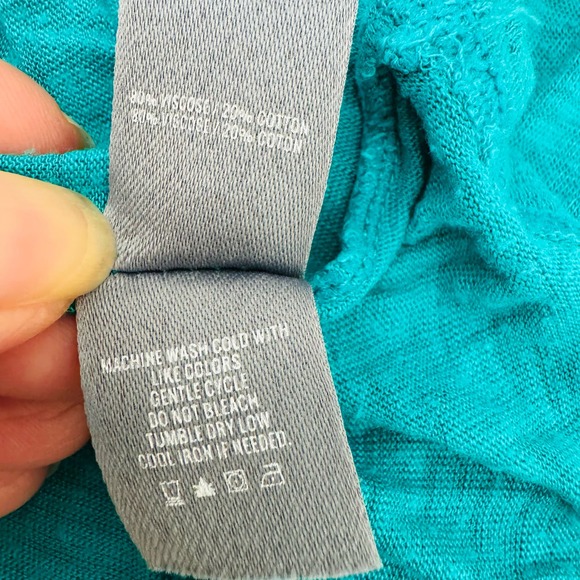 80% VISCOSE / 20% COTTON
80% VISCOSE / 20% COTON
MACHINE WASH COLD WITH
LIKE COLORS
GENTLE CYCLE
DO NOT BLEACH
TUMBLE DRY LOW
COOL IRON IF NEEDED.